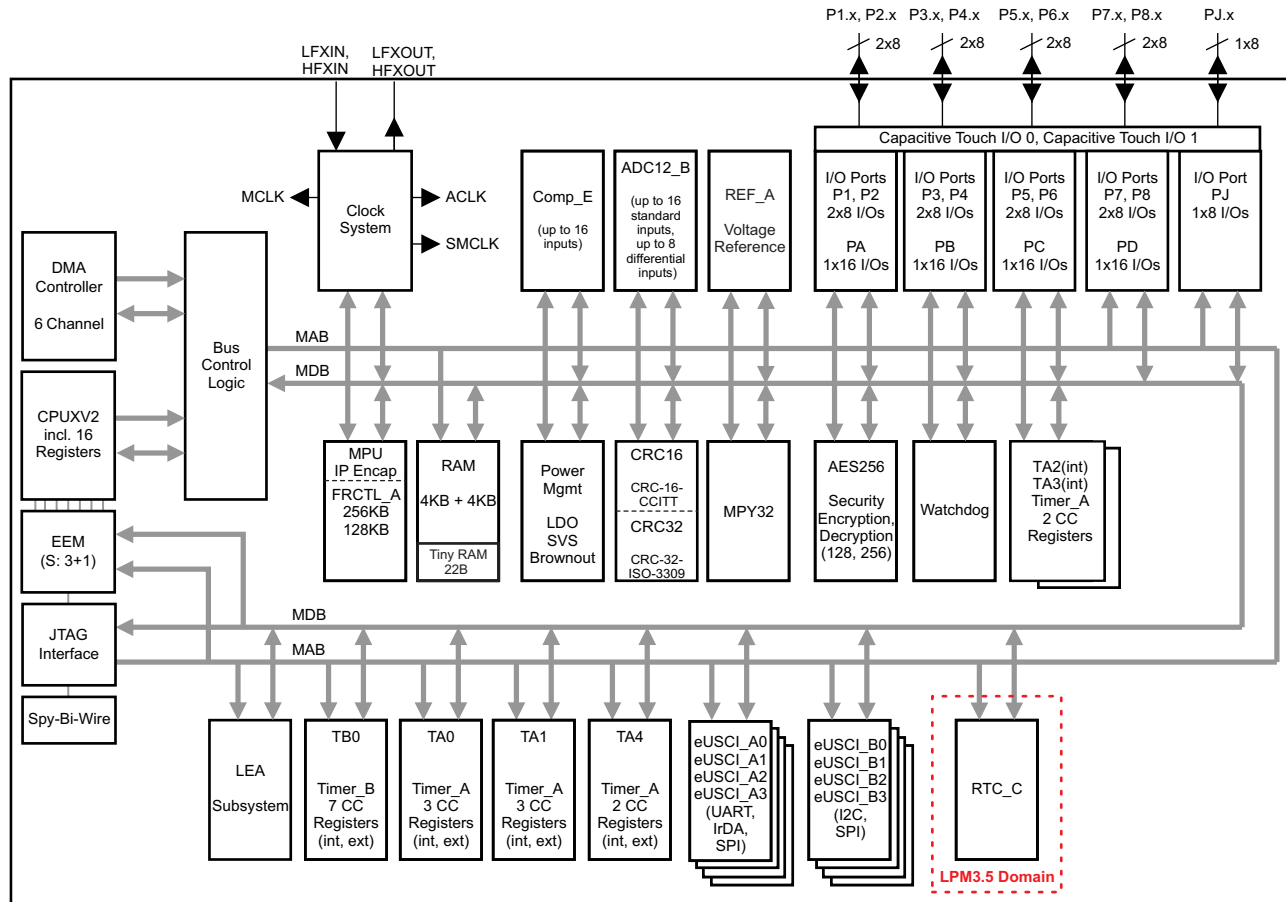 P1.x, P2.x
P3.x, P4.x
P5.x, P6.x
P7.x, P8.x
PJ.x
2x8
2x8
2x8
2x8
1x8
LFXIN,
HFXIN
LFXOUT,
HFXOUT
Capacitive Touch I/O 0, Capacitive Touch I/O 1
MCLK
Clock
System
ACLK
SMCLK
Comp_E
(up to 16
inputs)
ADC12_B
(up to 16
standard
inputs,
up to 8
differential
inputs)
REF_A
Voltage
Reference
I/O Ports
P1, P2
2x8 I/Os
PA
1x16 I/Os
I/O Ports
P3, P4
2x8 I/Os
PB
1x16 I/Os
I/O Ports
P5, P6
2x8 I/Os
PC
1x16 I/Os
I/O Ports
P7, P8
2x8 I/Os
PD
1x16 I/Os
I/O Port
PJ
1x8 I/Os
DMA
Controller
6 Channel
Bus
Control
Logic
MAB
MDB
CPUXV2
incl. 16
Registers
MPU
IP Encap
FRCTL_A
256KB
128KB
RAM
4KB + 4KB
Tiny RAM
22B
Power
Mgmt
LDO
SVS
Brownout
CRC16
CRC-16-
CCITT
CRC32
CRC-32-
ISO-3309
MPY32
AES256
Security
Encryption,
Decryption
(128, 256)
Watchdog
TA2(int)
TA3(int)
Timer_A
2 CC
Registers
EEM
(S: 3+1)
JTAG
Interface
Spy-Bi-Wire
MDB
MAB
LEA
Subsystem
TB0
Timer_B
7 CC
Registers
(int, ext)
TA0
Timer_A
3 CC
Registers
(int, ext)
TA1
Timer_A
3 CC
Registers
(int, ext)
TA4
Timer_A
2 CC
Registers
(int, ext)
eUSCI_A0
eUSCI_A1
eUSCI_A2
eUSCI_A3
(UART,
IrDA,
SPI)
eUSCI_B0
eUSCI_B1
eUSCI_B2
eUSCI_B3
(I2C,
SPI)
RTC_C
LPM3.5 Domain